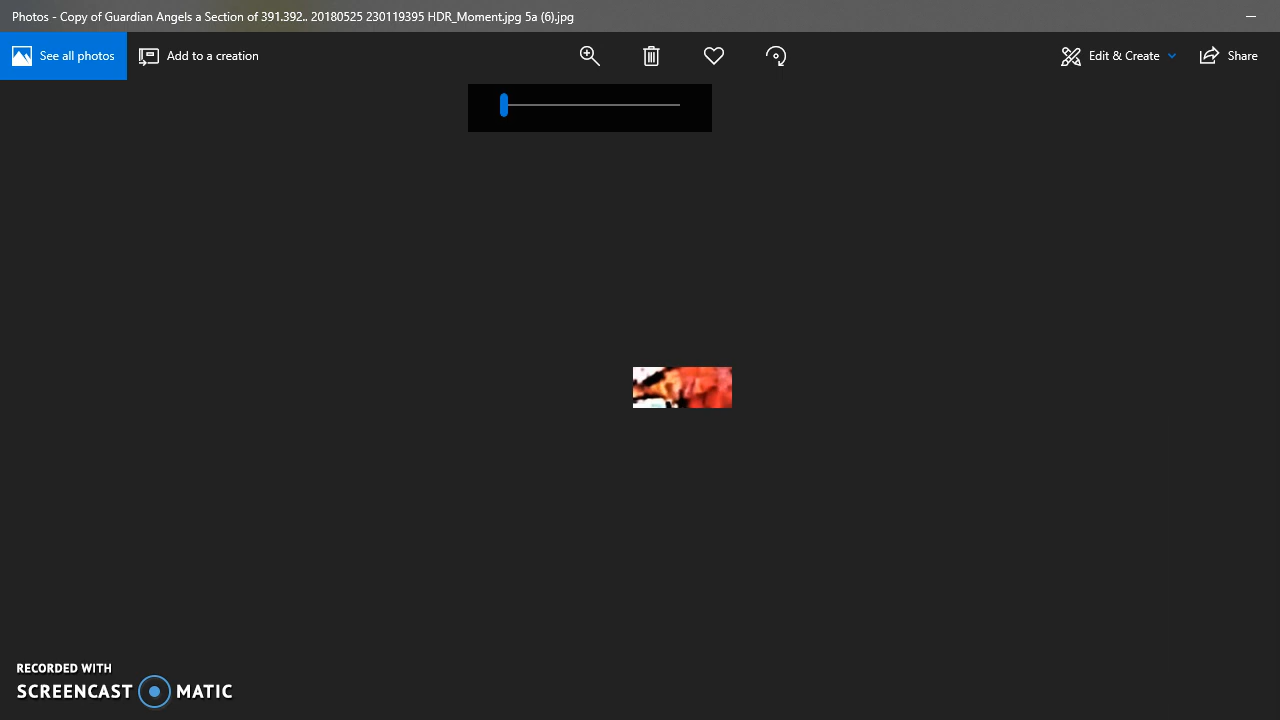 Photos - Copy of Guardian Angels a Section of 391.392.. 20180525 230119395 HDR_Moment.jpg 5a (6).jpg
See all photos
Add to a creation
Edit & Create
Share
RECORDED WITH
SCREENCAST MATIC